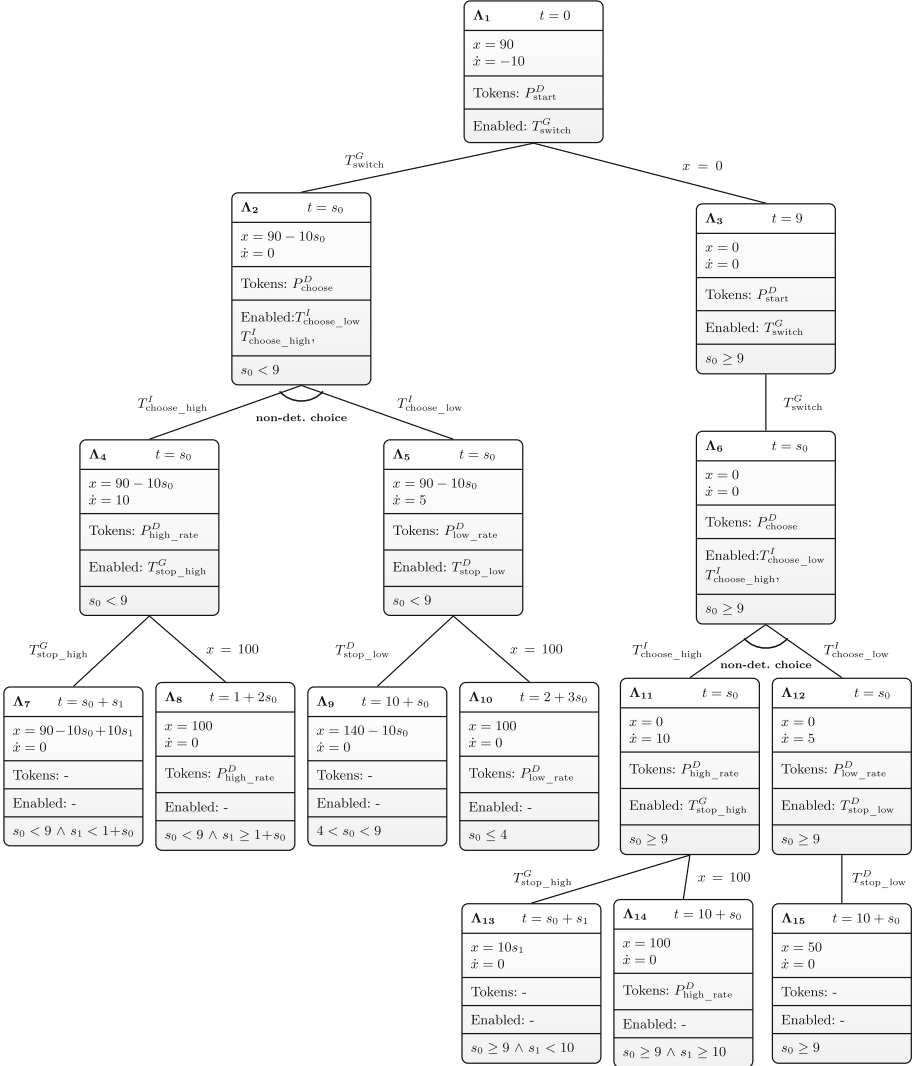 Λ₁ t = 0
x = 90
ẋ = −10
Tokens: P^D_start
Enabled: T^G_switch
T^G_switch
x = 0
Λ₂ t = s₀
x = 90 − 10s₀
ẋ = 0
Tokens: P^D_choose
Enabled:T^I_choose_low
T^I_choose_high,
s₀ < 9
Λ₃ t = 9
x = 0
ẋ = 0
Tokens: P^D_start
Enabled: T^G_switch
s₀ ≥ 9
T^I_choose_high
T^I_choose_low
non-det. choice
T^G_switch
Λ₄ t = s₀
x = 90 − 10s₀
ẋ = 10
Tokens: P^D_high_rate
Enabled: T^G_stop_high
s₀ < 9
Λ₅ t = s₀
x = 90 − 10s₀
ẋ = 5
Tokens: P^D_low_rate
Enabled: T^D_stop_low
s₀ < 9
Λ₆ t = s₀
x = 0
ẋ = 0
Tokens: P^D_choose
Enabled:T^I_choose_low
T^I_choose_high,
s₀ ≥ 9
T^G_stop_high
x = 100
T^D_stop_low
x = 100
T^I_choose_high
T^I_choose_low
non-det. choice
Λ₇ t = s₀ + s₁
x = 90−10s₀+10s₁
ẋ = 0
Tokens: -
Enabled: -
s₀ < 9 ∧ s₁ < 1+s₀
Λ₈ t = 1 + 2s₀
x = 100
ẋ = 0
Tokens: P^D_high_rate
Enabled: -
s₀ < 9 ∧ s₁ ≥ 1+s₀
Λ₉ t = 10 + s₀
x = 140 − 10s₀
ẋ = 0
Tokens: -
Enabled: -
4 < s₀ < 9
Λ₁₀ t = 2 + 3s₀
x = 100
ẋ = 0
Tokens: P^D_low_rate
Enabled: -
s₀ ≤ 4
Λ₁₁ t = s₀
x = 0
ẋ = 10
Tokens: P^D_high_rate
Enabled: T^G_stop_high
s₀ ≥ 9
Λ₁₂ t = s₀
x = 0
ẋ = 5
Tokens: P^D_low_rate
Enabled: T^D_stop_low
s₀ ≥ 9
T^G_stop_high
x = 100
T^D_stop_low
Λ₁₃ t = s₀ + s₁
x = 10s₁
ẋ = 0
Tokens: -
Enabled: -
s₀ ≥ 9 ∧ s₁ < 10
Λ₁₄ t = 10 + s₀
x = 100
ẋ = 0
Tokens: P^D_high_rate
Enabled: -
s₀ ≥ 9 ∧ s₁ ≥ 10
Λ₁₅ t = 10 + s₀
x = 50
ẋ = 0
Tokens: -
Enabled: -
s₀ ≥ 9